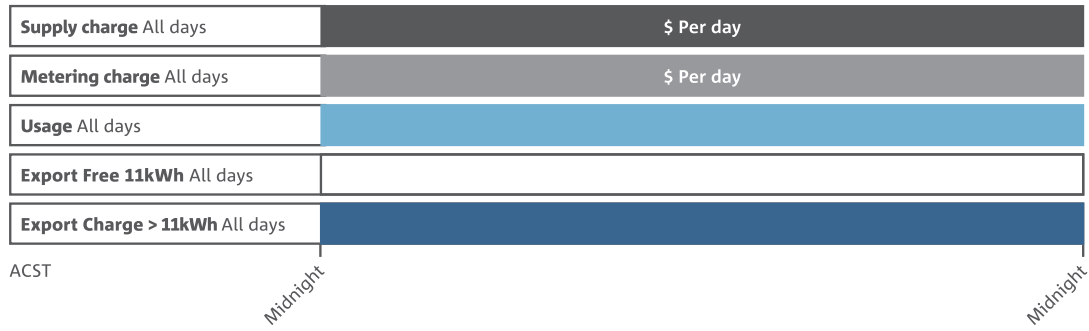 Supply charge All days
$ Per day
Metering charge All days
$ Per day
Usage All days
Export Free 11kWh All days
Export Charge > 11kWh All days
ACST
Midnight
Midnight